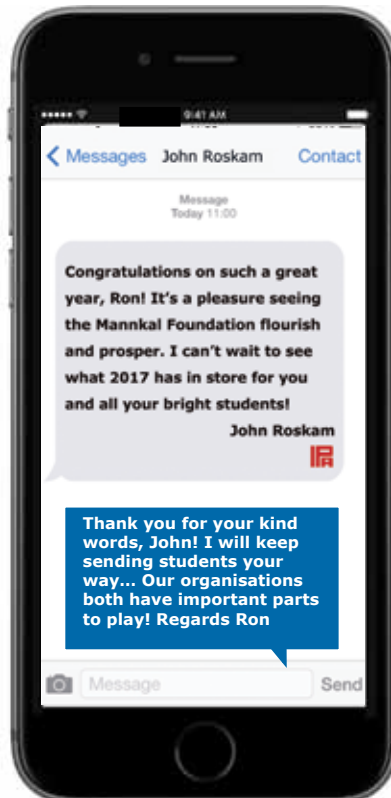 9:41 AM
Messages John Roskam Contact
Message
Today 11:00
Congratulations on such a great
year, Ron! It's a pleasure seeing
the Mannkal Foundation flourish
and prosper. I can't wait to see
what 2017 has in store for you
and all your bright students!
John Roskam
IPA
Thank you for your kind
words, John! I will keep
sending students your
way... Our organisations
both have important parts
to play! Regards Ron
Message Send